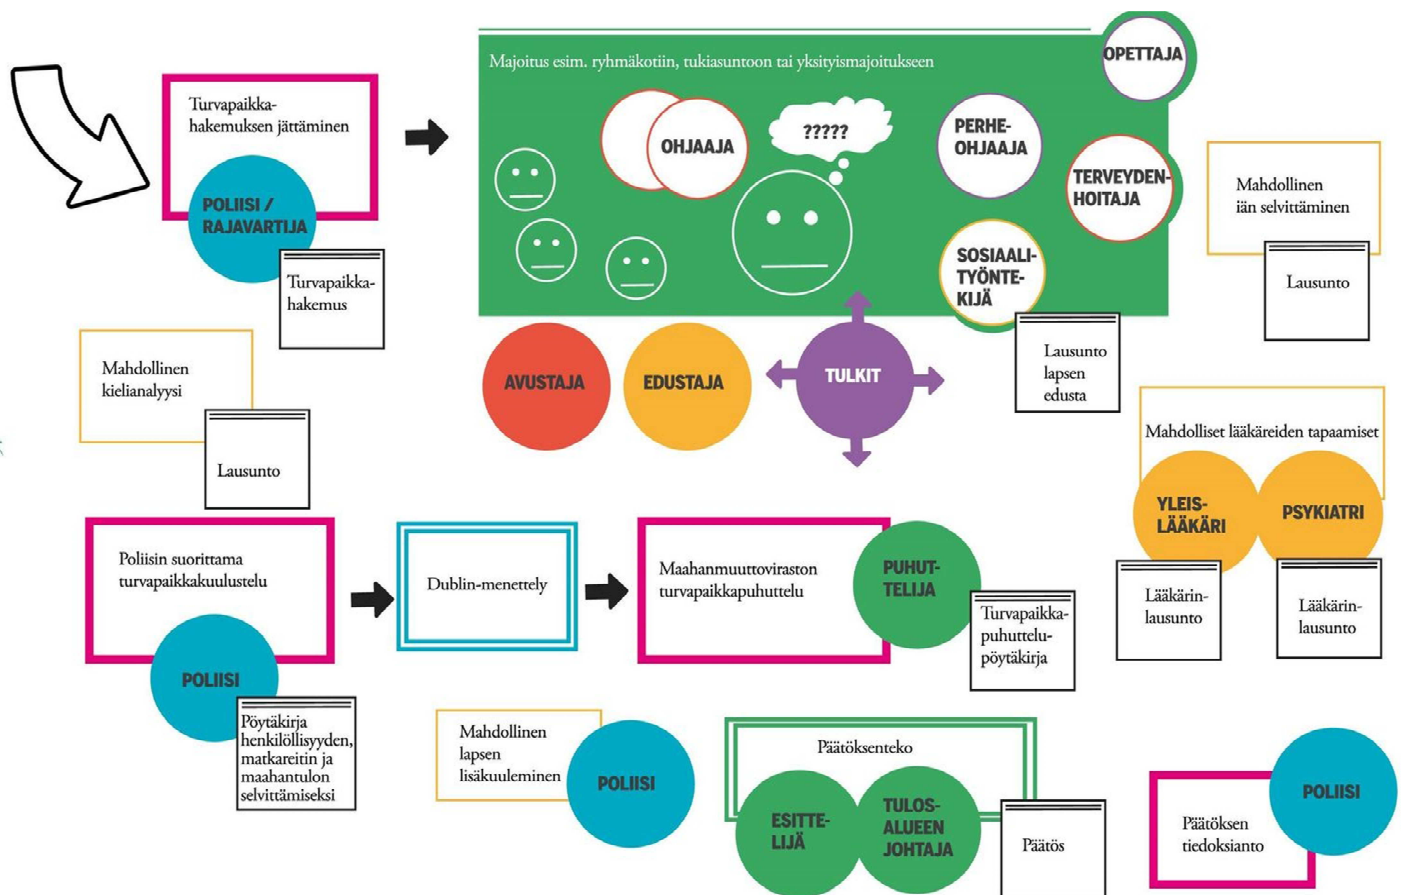 Turvapaikka-
hakemuksen jättäminen
POLIISI /
RAJAVARTIJA
Turvapaikka-
hakemus
Majoitus esim. ryhmäkotiin, tukiasuntoon tai yksityismajoitukseen
OPETTAJA
OHJAAJA
?????
PERHE-
OHJAAJA
TERVEYDEN-
HOITAJA
SOSIAALI-
TYÖNTE-
KIJÄ
Lausunto
lapsen
edusta
Mahdollinen
iän selvittäminen
Lausunto
AVUSTAJA
EDUSTAJA
TULKIT
Mahdollinen
kielianalyysi
Lausunto
Mahdolliset lääkäreiden tapaamiset
YLEIS-
LÄÄKÄRI
PSYKIATRI
Lääkärin-
lausunto
Lääkärin-
lausunto
Poliisin suorittama
turvapaikkakuulustelu
POLIISI
Pöytäkirja
henkilöllisyyden,
matkareitin ja
maahantulon
selvittämiseksi
Dublin-menettely
Maahanmuuttoviraston
turvapaikkapuhuttelu
PUHUT-
TELIJA
Turvapaikka-
puhuttelu-
pöytäkirja
Mahdollinen
lapsen
lisäkuuleminen
POLIISI
Päätöksenteko
ESITTE-
LIJÄ
TULOS-
ALUEEN
JOHTAJA
Päätös
Päätöksen
tiedoksianto
POLIISI